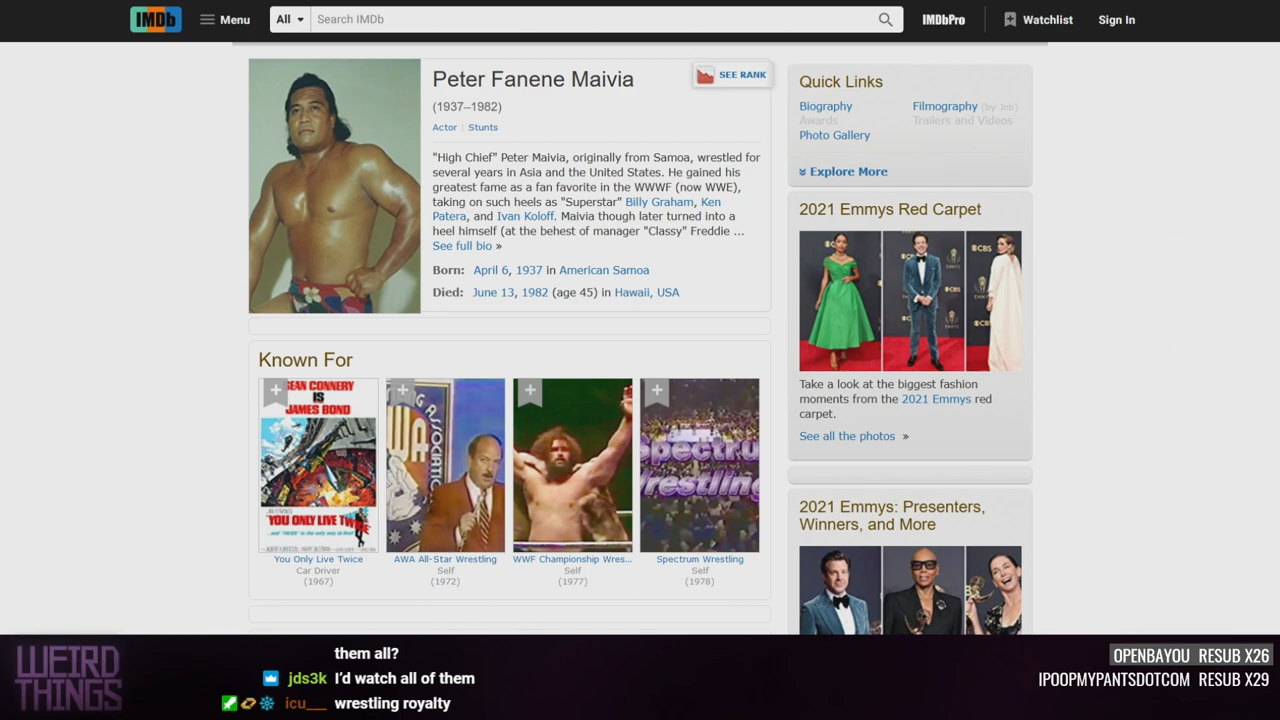 IMDb Menu All Search IMDb IMDbPro Watchlist Sign In
Peter Fanene Maivia
SEE RANK
(1937–1982)
Actor | Stunts
"High Chief" Peter Maivia, originally from Samoa, wrestled for
several years in Asia and the United States. He gained his
greatest fame as a fan favorite in the WWWF (now WWE),
taking on such heels as "Superstar" Billy Graham, Ken
Patera, and Ivan Koloff. Maivia though later turned into a
heel himself (at the behest of manager "Classy" Freddie ...
See full bio »
Born: April 6, 1937 in American Samoa
Died: June 13, 1982 (age 45) in Hawaii, USA
Known For
SEAN CONNERY
IS
JAMES BOND
YOU ONLY LIVE TWICE
You Only Live Twice
Car Driver
(1967)
AWA All-Star Wrestling
Self
(1972)
WWF Championship Wres...
Self
(1977)
Spectrum Wrestling
Self
(1978)
Quick Links
Biography
Filmography (by Job)
Awards
Trailers and Videos
Photo Gallery
Explore More
2021 Emmys Red Carpet
CBS
Take a look at the biggest fashion
moments from the 2021 Emmys red
carpet.
See all the photos »
2021 Emmys: Presenters,
Winners, and More
WEIRD
THINGS
them all?
jds3k I'd watch all of them
icu___ wrestling royalty
OPENBAYOU RESUB X26
IPOOPMYPANTSDOTCOM RESUB X29